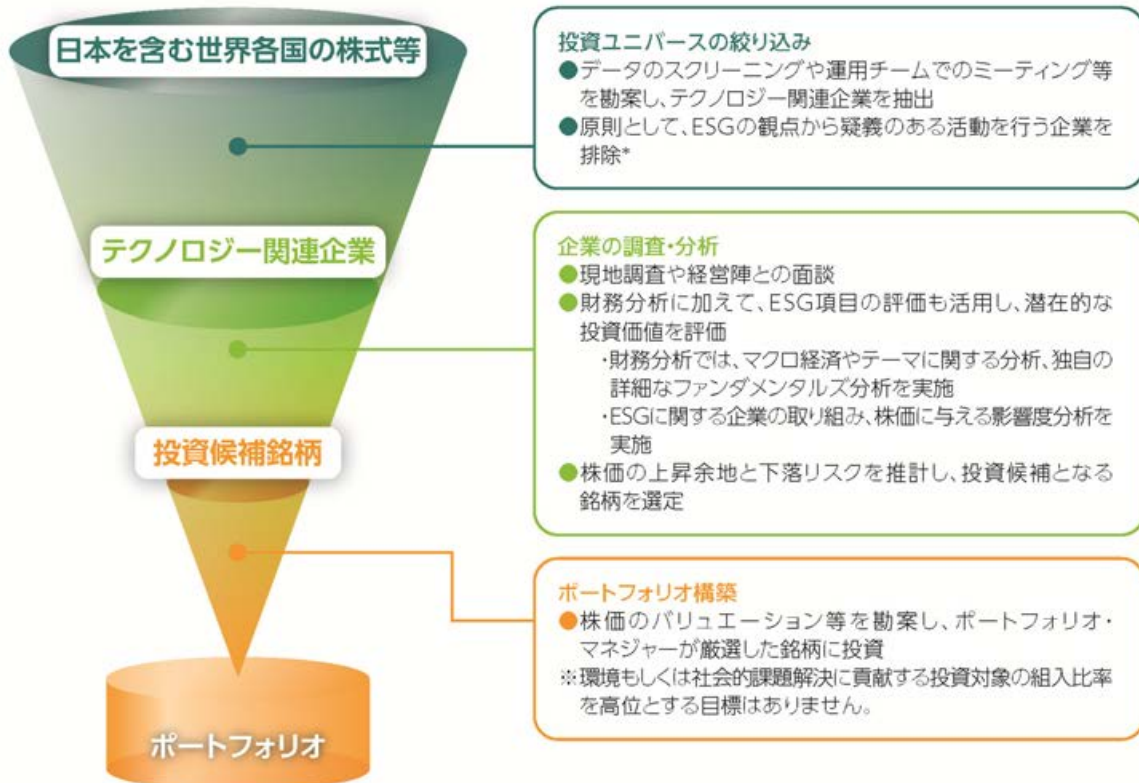 日本を含む世界各国の株式等
テクノロジー関連企業
投資候補銘柄
ポートフォリオ
投資ユニバースの絞り込み
●データのスクリーニングや運用チームでのミーティング等
を勘案し、テクノロジー関連企業を抽出
●原則として、ESGの観点から疑義のある活動を行う企業を
排除*
企業の調査・分析
●現地調査や経営陣との面談
●財務分析に加えて、ESG項目の評価も活用し、潜在的な
投資価値を評価
・財務分析では、マクロ経済やテーマに関する分析、独自の
詳細なファンダメンタルズ分析を実施
・ESGに関する企業の取り組み、株価に与える影響度分析を
実施
●株価の上昇余地と下落リスクを推計し、投資候補となる
銘柄を選定
ポートフォリオ構築
●株価のバリュエーション等を勘案し、ポートフォリオ・
マネジャーが厳選した銘柄に投資
※環境もしくは社会的課題解決に貢献する投資対象の組入比率
を高位とする目標はありません。